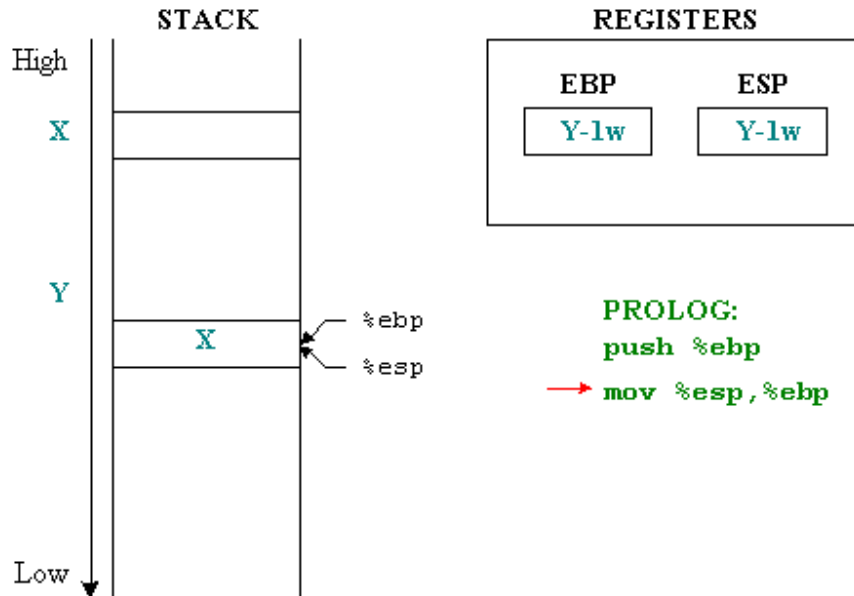 STACK
High
X
Y
X
%ebp
%esp
Low
REGISTERS
EBP
ESP
Y-1w
Y-1w
PROLOG:
push %ebp
mov %esp,%ebp